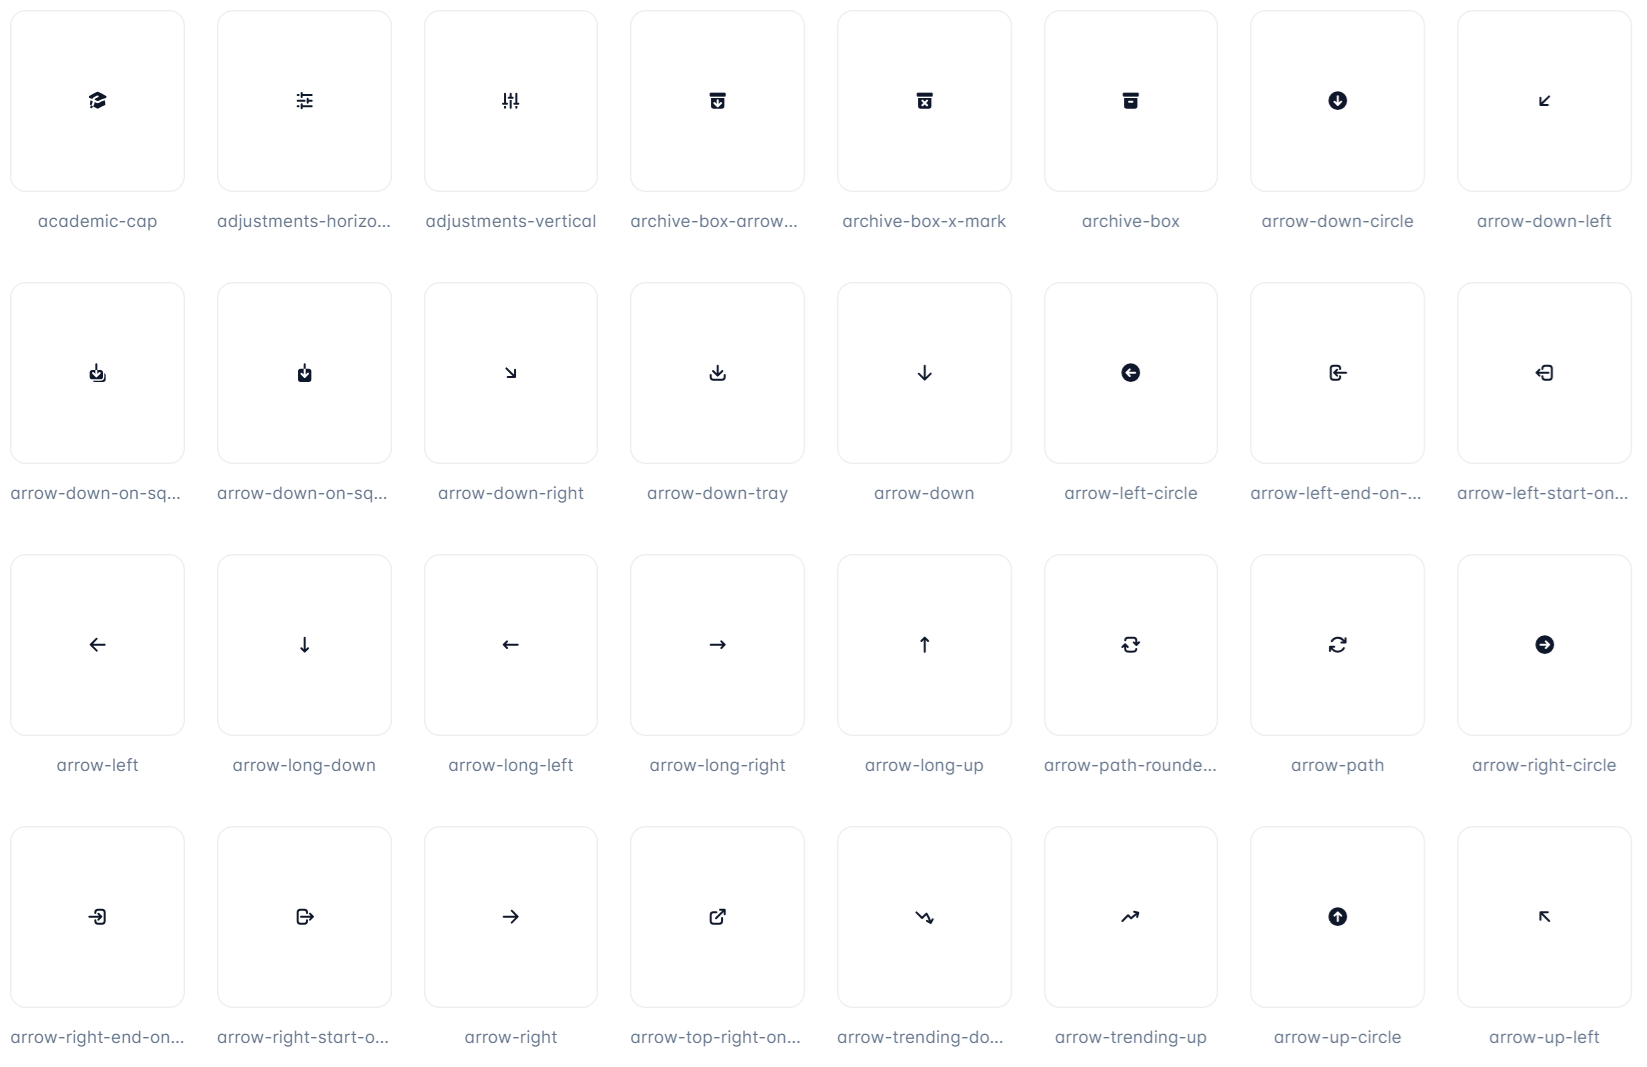 academic-cap
adjustments-horizo...
adjustments-vertical
archive-box-arrow...
archive-box-x-mark
archive-box
arrow-down-circle
arrow-down-left
arrow-down-on-sq...
arrow-down-on-sq...
arrow-down-right
arrow-down-tray
arrow-down
arrow-left-circle
arrow-left-end-on-...
arrow-left-start-on...
arrow-left
arrow-long-down
arrow-long-left
arrow-long-right
arrow-long-up
arrow-path-rounde...
arrow-path
arrow-right-circle
arrow-right-end-on...
arrow-right-start-o...
arrow-right
arrow-top-right-on...
arrow-trending-do...
arrow-trending-up
arrow-up-circle
arrow-up-left